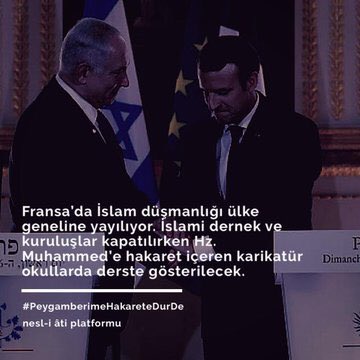 Fransa'da İslam düşmanlığı ülke
geneline yayılıyor. İslami dernek ve
kuruluşlar kapatılırken Hz.
Muhammed'e hakaret içeren karikatür
okullarda derste gösterilecek.
#PeygamberimeHakareteDurDe
nesl-i âti platformu
Dimanch